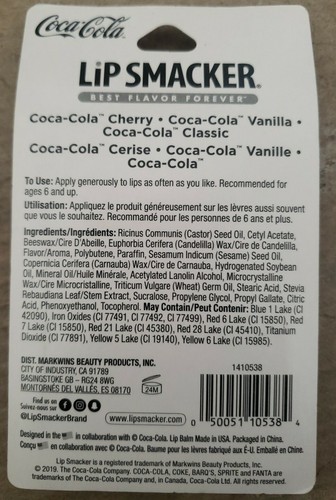 Coca-Cola
LiP SMACKER®
BEST FLAVOR FOREVER®
Coca-Cola™ Cherry • Coca-Cola™ Vanilla •
Coca-Cola™ Classic
Coca-Cola™ Cerise • Coca-Cola™ Vanille •
Coca-Cola™
To Use: Apply generously to lips as often as you like. Recommended for
ages 6 and up.
Utilisation: Appliquez le produit généreusement sur les lèvres aussi souvent
que vous le souhaitez. Recommandé pour les personnes de 6 ans et plus.
Ingredients/Ingrédients: Ricinus Communis (Castor) Seed Oil, Cetyl Acetate,
Beeswax/Cire D'Abeille, Euphorbia Cerifera (Candelilla) Wax/Cire de Candelilla,
Flavor/Aroma, Polybutene, Paraffin, Sesamum Indicum (Sesame) Seed Oil,
Copernicia Cerifera (Carnauba) Wax/Cire de Carnauba, Hydrogenated Soybean
Oil, Mineral Oil/Huile Minérale, Acetylated Lanolin Alcohol, Microcrystalline
Wax/Cire Microcristalline, Triticum Vulgare (Wheat) Germ Oil, Stearic Acid, Stevia
Rebaudiana Leaf/Stem Extract, Sucralose, Propylene Glycol, Propyl Gallate, Citric
Acid, Phenoxyethanol, Tocopherol. May Contain/Peut Contenir: Blue 1 Lake (CI
42090), Iron Oxides (CI 77491, CI 77492, CI 77499), Red 6 Lake (CI 15850), Red
7 Lake (CI 15850), Red 21 Lake (CI 45380), Red 28 Lake (CI 45410), Titanium
Dioxide (CI 77891), Yellow 5 Lake (CI 19140), Yellow 6 Lake (CI 15985).
DIST. MARKWINS BEAUTY PRODUCTS, INC.
CITY OF INDUSTRY, CA 91789
BASINGSTOKE GB – RG24 8WG
MONTORNÉS DEL VALLÉS, ES 08170
24M
1410538
Find us on
Suivez-nous sur
@LipSmackerBrand
www.lipsmacker.com
0 50051 10538 4
Designed in the in collaboration with © Coca-Cola. Lip Balm Made in USA. Packaged in China.
Conçu en collaboration avec © Coca-Cola. Baume pour les lèvres fabriqué aux É-U. Emballé en Chine.
Lip Smacker is a registered trademark of Markwins Beauty Products, Inc.
© 2019. The Coca-Cola Company. COCA-COLA, COKE, BARQ'S, SPRITE and FANTA are
trademarks of The Coca-Cola Company and, in Canada, Coca-Cola Ltd. All rights reserved.